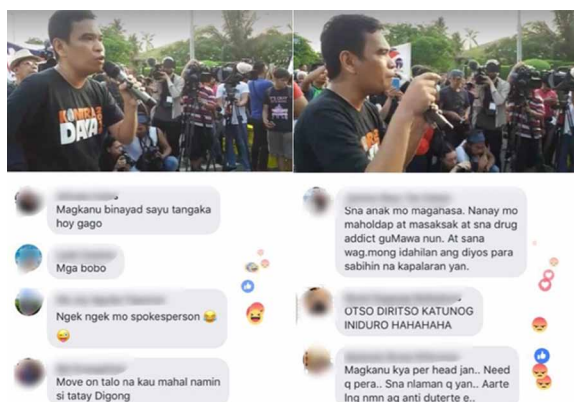 KONTRA
DAYA
Magkanu binayad sayu tangaka
hoy gago
Mga bobo
Ngek ngek mo spokesperson
Move on talo na kau mahal namin
si tatay Digong
Sna anak mo magahasa. Nanay mo
maholdap at masaksak at sna drug
addict guMawa nun. At sana
wag.mong idahilan ang diyos para
sabihin na kapalaran yan.
OTSO DIRITSO KATUNOG
INIDURO HAHAHAHA
Magkanu kya per head jan.. Need
q pera.. Sna nlaman q yan.. Aarte
lng nmn ag anti duterte e..